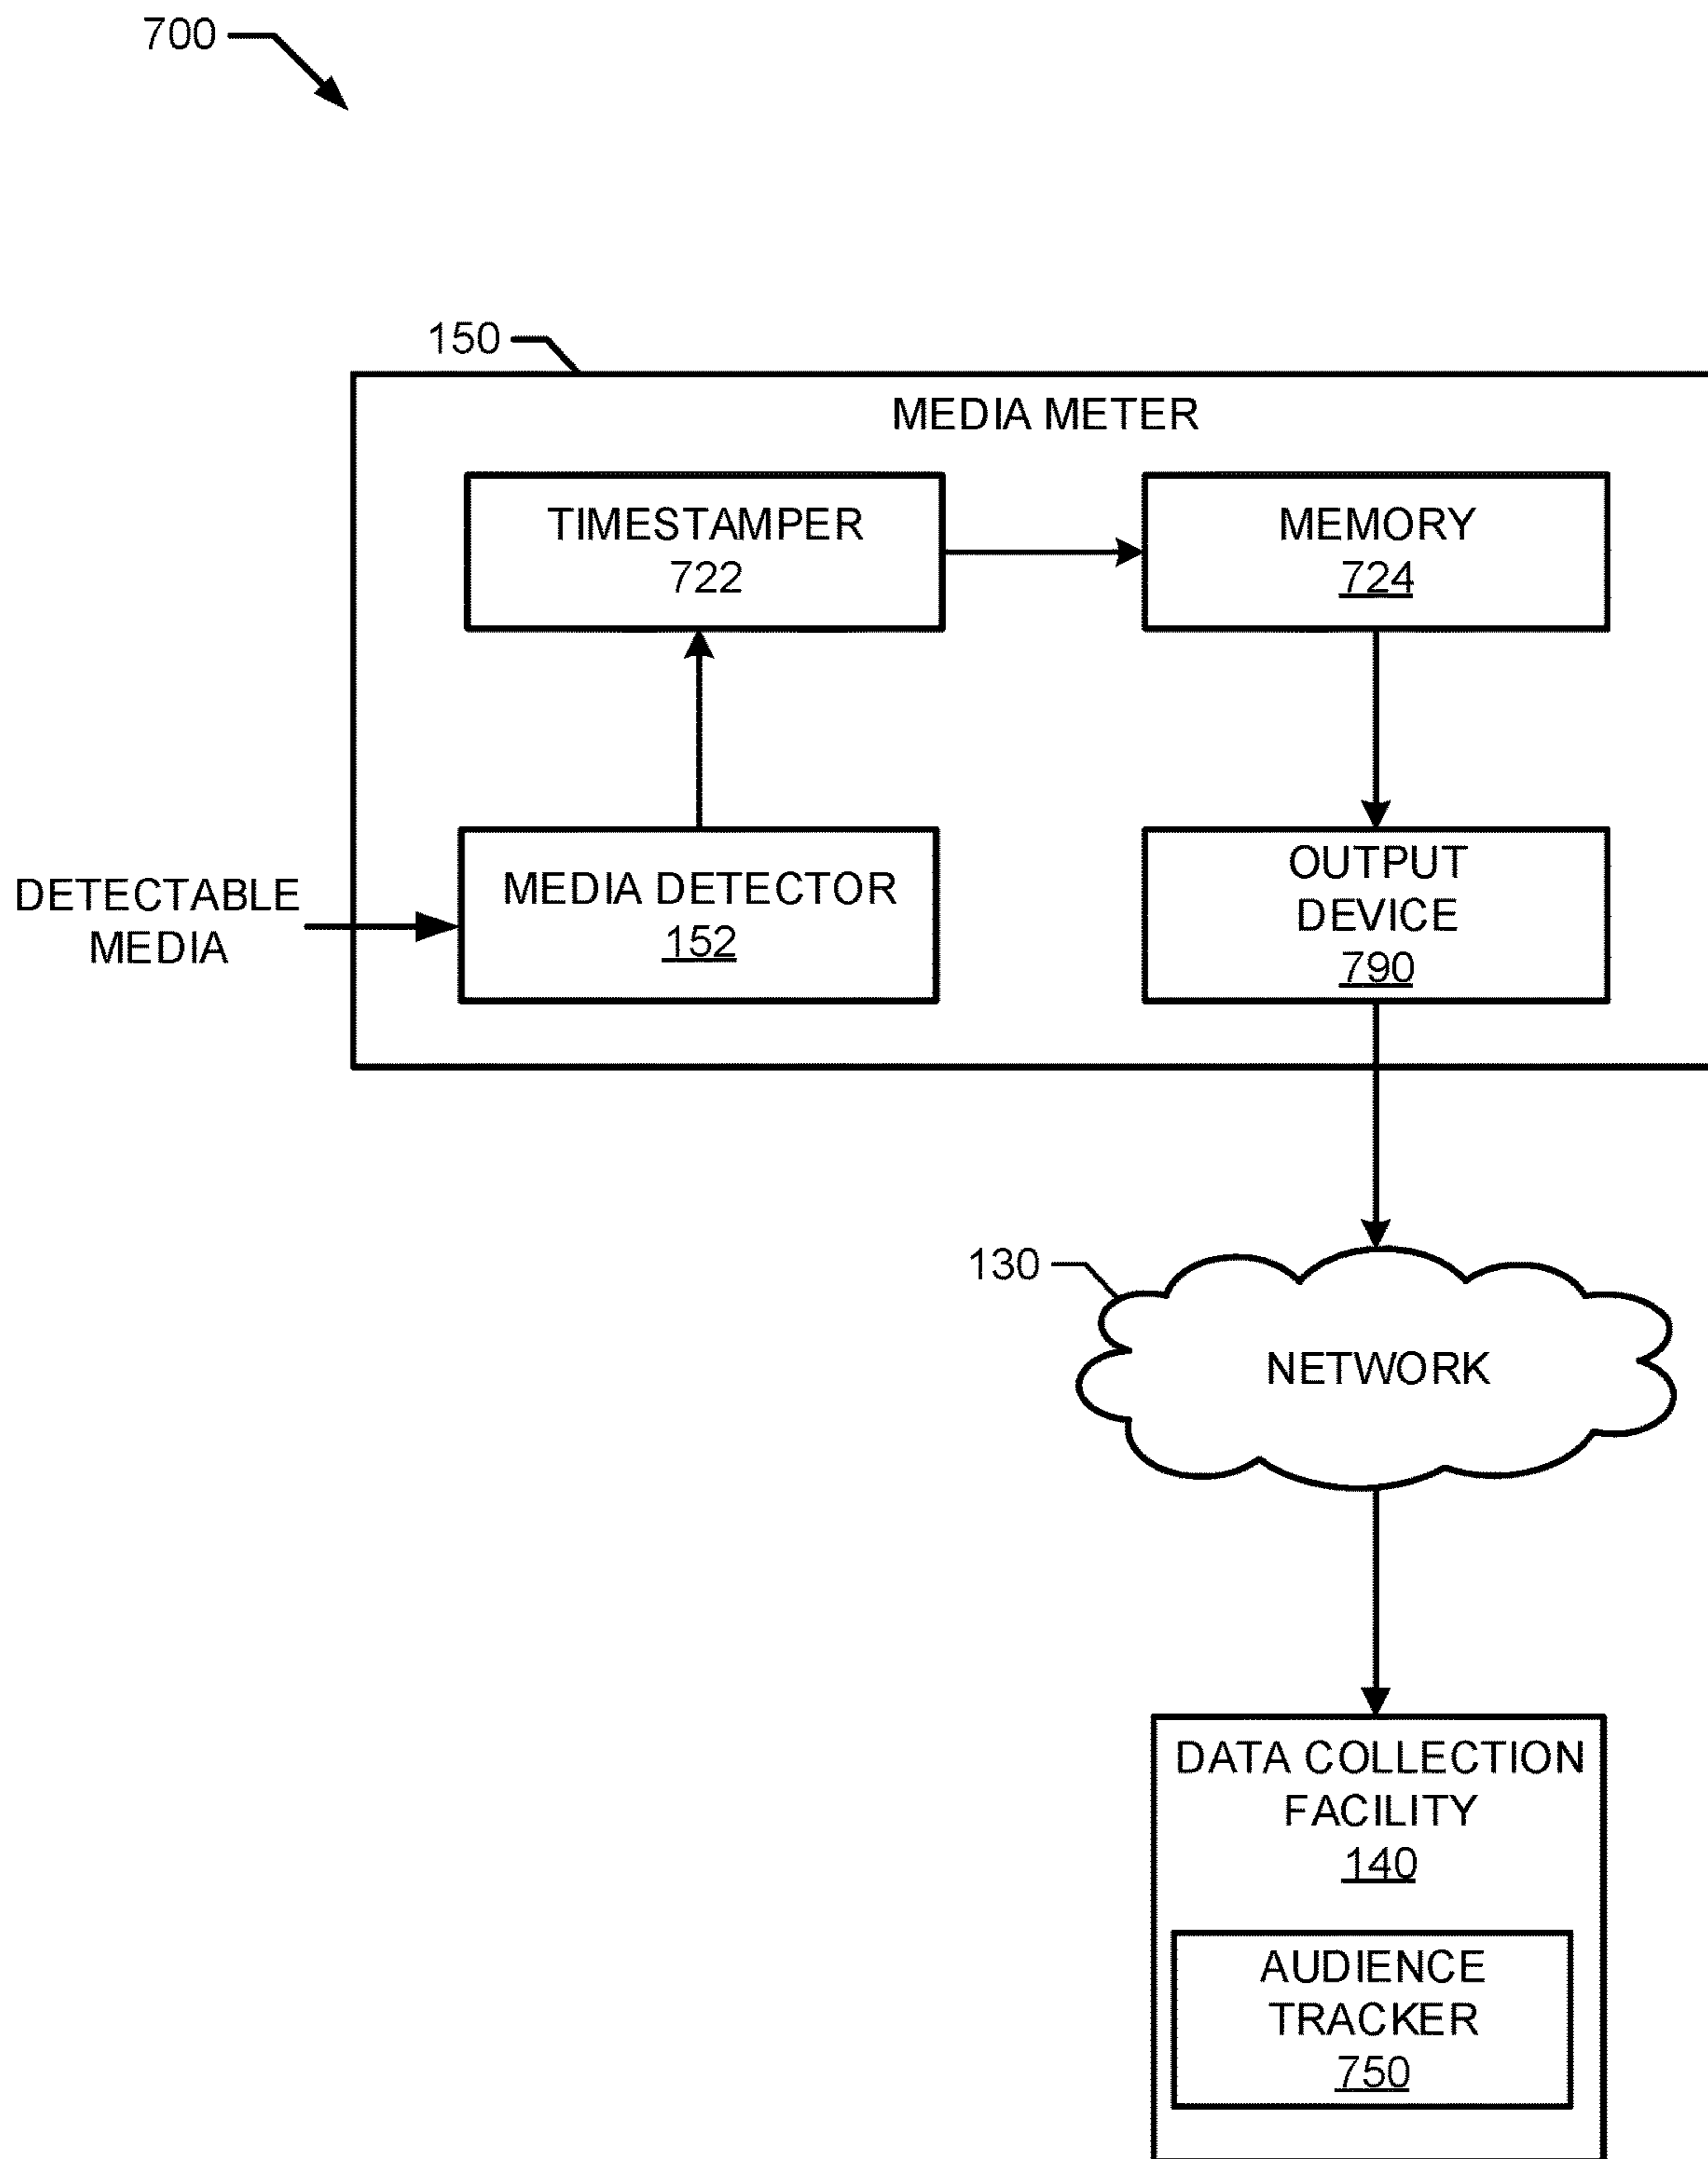 700
150
MEDIA METER
TIMESTAMPER
722
MEMORY
724
DETECTABLE
MEDIA
MEDIA DETECTOR
152
OUTPUT
DEVICE
790
130
NETWORK
DATA COLLECTION
FACILITY
140
AUDIENCE
TRACKER
750